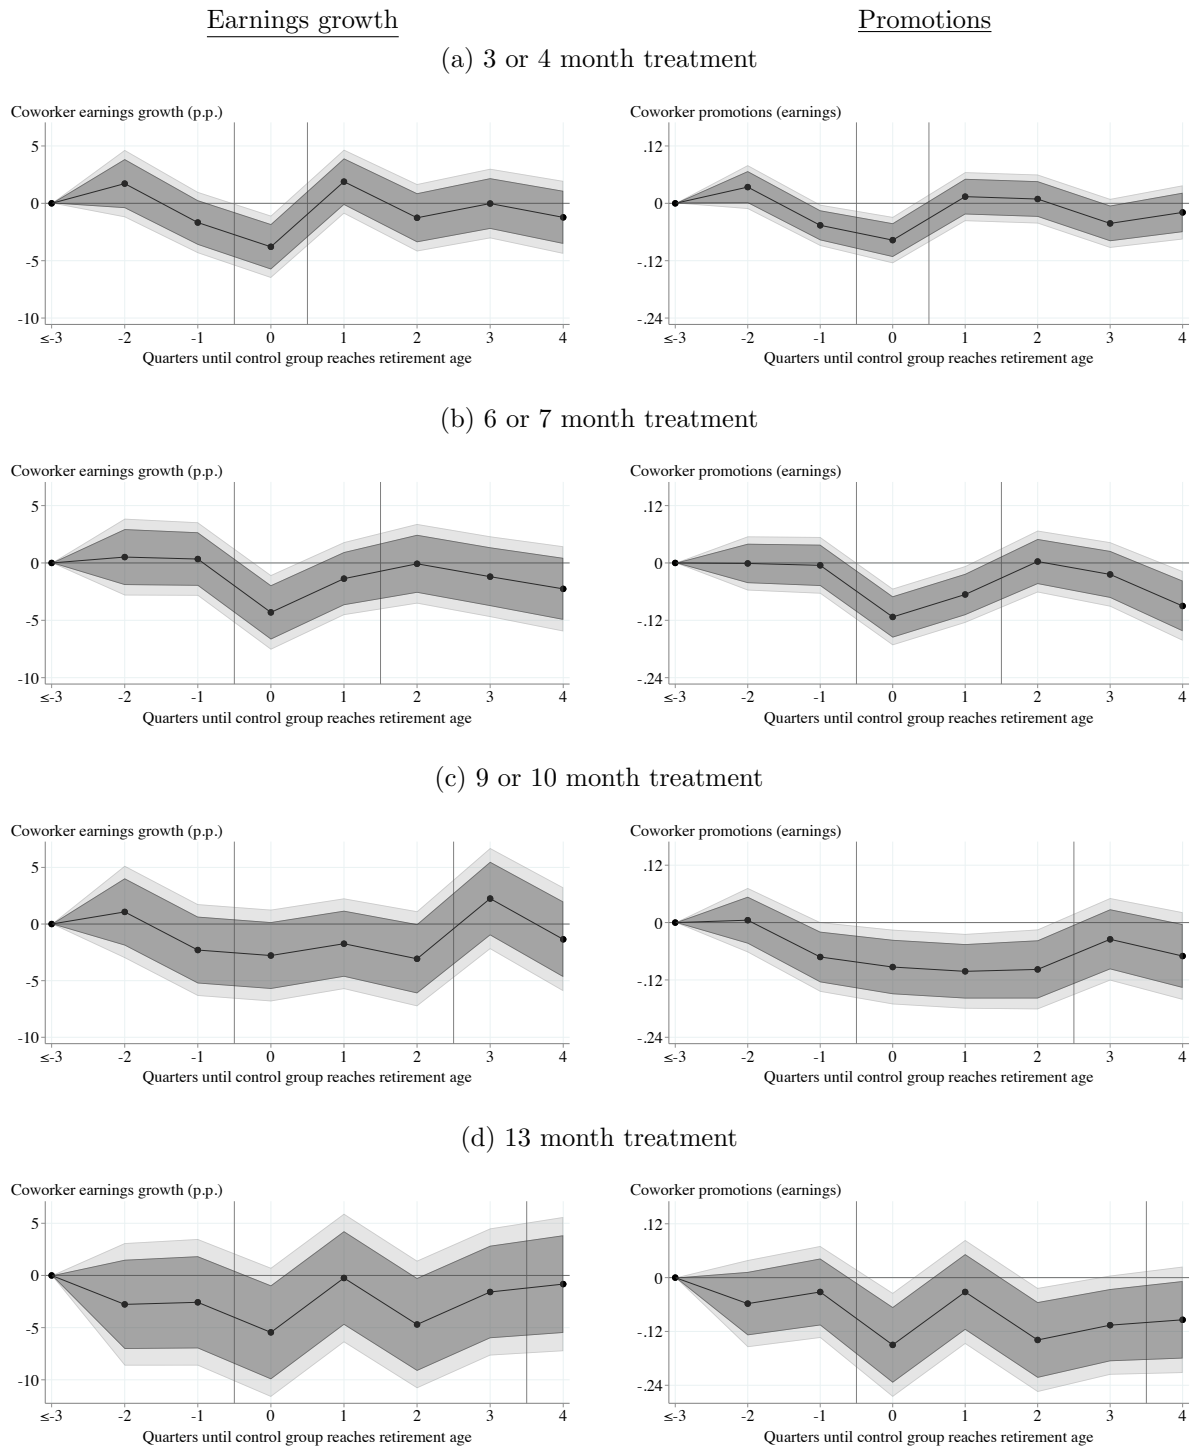 Earnings growth
Promotions
(a) 3 or 4 month treatment
Coworker earnings growth (p.p.)
5
0
-5
-10
≤-3 -2 -1 0 1 2 3 4
Quarters until control group reaches retirement age
Coworker promotions (earnings)
.12
0
-.12
-.24
≤-3 -2 -1 0 1 2 3 4
Quarters until control group reaches retirement age
(b) 6 or 7 month treatment
Coworker earnings growth (p.p.)
5
0
-5
-10
≤-3 -2 -1 0 1 2 3 4
Quarters until control group reaches retirement age
Coworker promotions (earnings)
.12
0
-.12
-.24
≤-3 -2 -1 0 1 2 3 4
Quarters until control group reaches retirement age
(c) 9 or 10 month treatment
Coworker earnings growth (p.p.)
5
0
-5
-10
≤-3 -2 -1 0 1 2 3 4
Quarters until control group reaches retirement age
Coworker promotions (earnings)
.12
0
-.12
-.24
≤-3 -2 -1 0 1 2 3 4
Quarters until control group reaches retirement age
(d) 13 month treatment
Coworker earnings growth (p.p.)
5
0
-5
-10
≤-3 -2 -1 0 1 2 3 4
Quarters until control group reaches retirement age
Coworker promotions (earnings)
.12
0
-.12
-.24
≤-3 -2 -1 0 1 2 3 4
Quarters until control group reaches retirement age